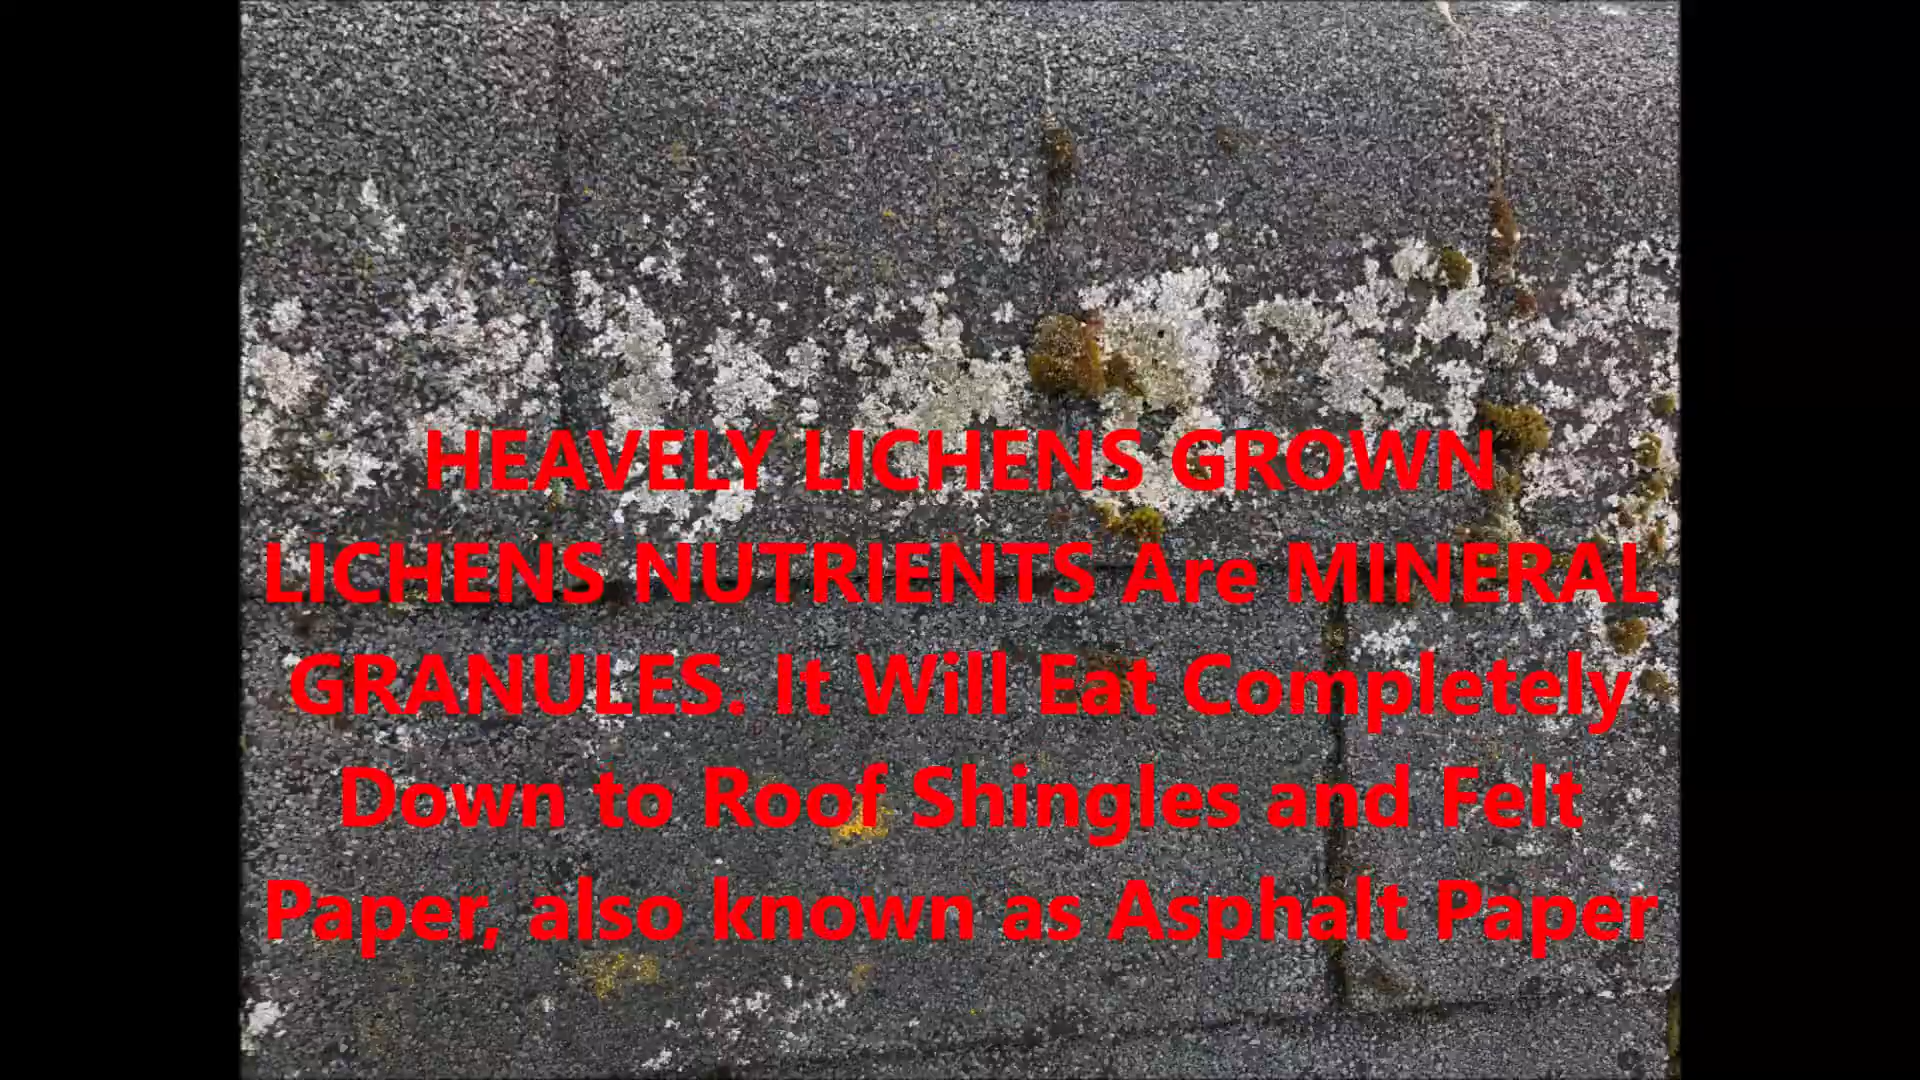 HEAVELY LICHENS GROWN
LICHENS NUTRIENTS Are MINERAL
GRANULES. It Will Eat Completely
Down to Roof Shingles and Felt
Paper, also known as Asphalt Paper